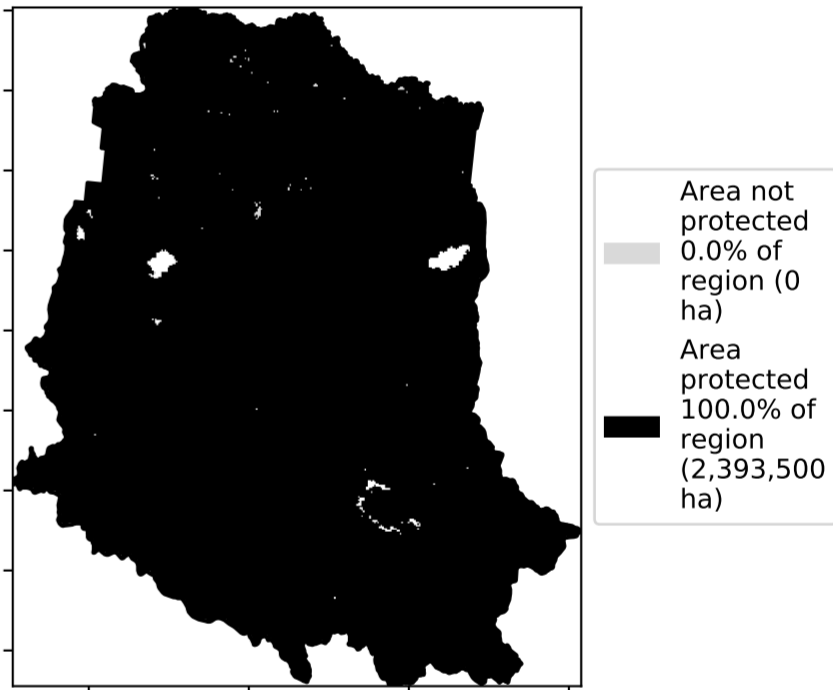 Area not
protected
0.0% of
region (0
ha)
Area
protected
100.0% of
region
(2,393,500
ha)